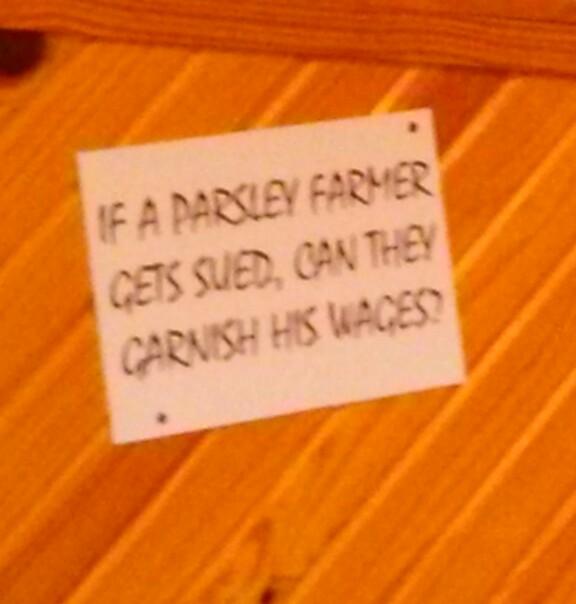 IF A PARSLEY FARMER
GETS SUED, CAN THEY
GARNISH HIS WAGES?